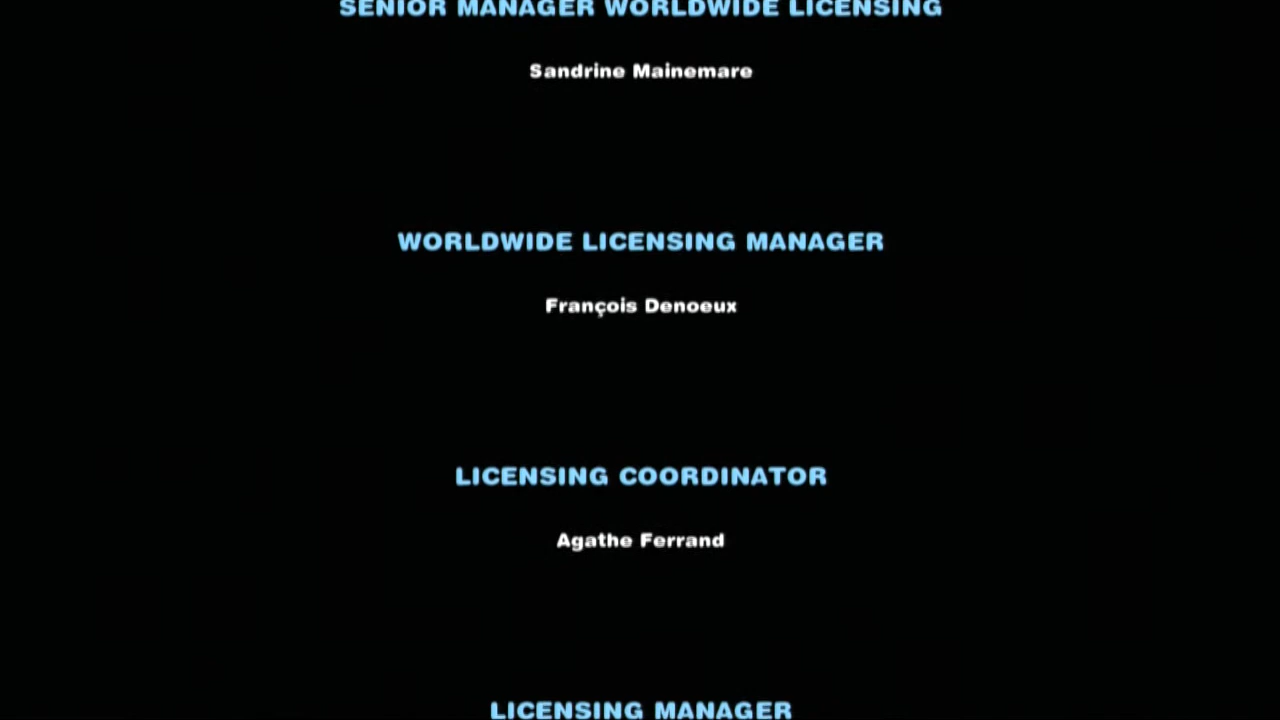 SENIOR MANAGER WORLDWIDE LICENSING
Sandrine Mainemare
WORLDWIDE LICENSING MANAGER
François Denoeux
LICENSING COORDINATOR
Agathe Ferrand
LICENSING MANAGER